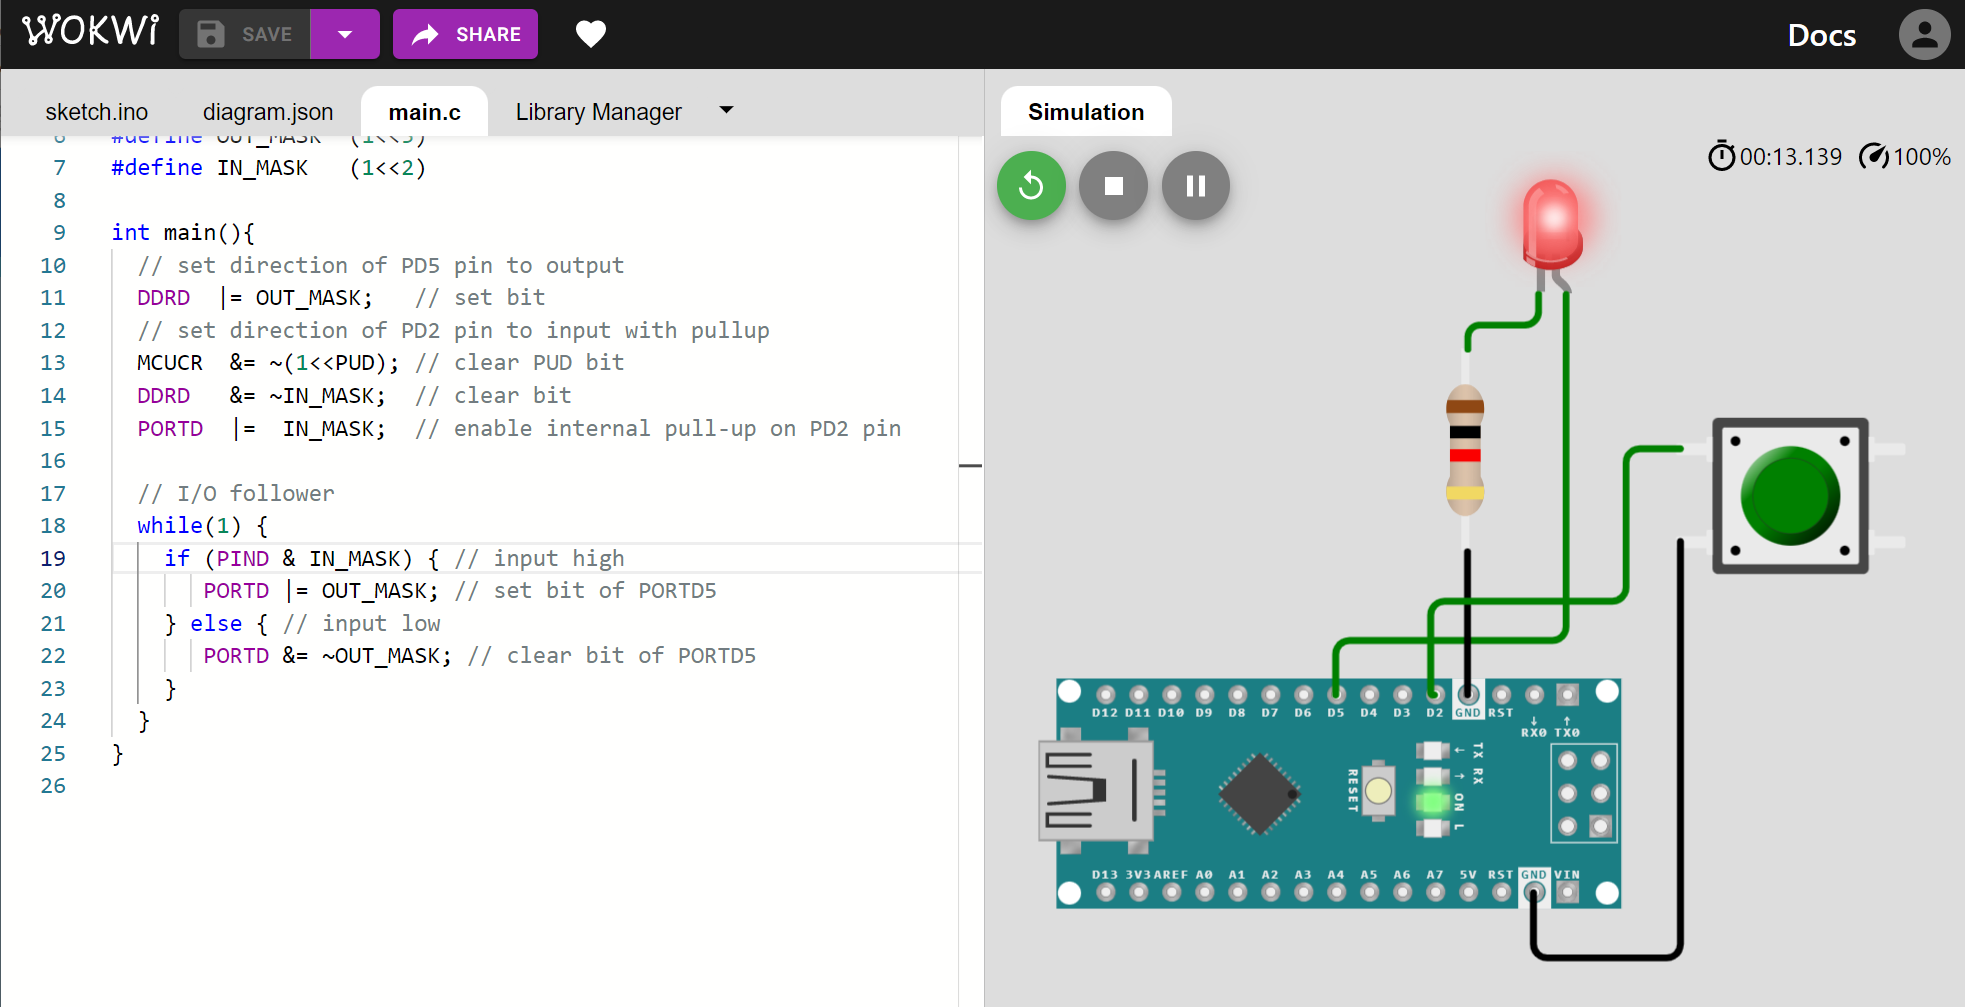 WOKWi SAVE SHARE Docs
sketch.ino diagram.json main.c Library Manager
6 #define OUT_MASK (1<<5)
7 #define IN_MASK   (1<<2)
8
9 int main(){
10   // set direction of PD5 pin to output
11   DDRD  |= OUT_MASK;   // set bit
12   // set direction of PD2 pin to input with pullup
13   MCUCR  &= ~(1<<PUD); // clear PUD bit
14   DDRD   &= ~IN_MASK;  // clear bit
15   PORTD  |=  IN_MASK;  // enable internal pull-up on PD2 pin
16
17   // I/O follower
18   while(1) {
19     if (PIND & IN_MASK) { // input high
20        PORTD |= OUT_MASK; // set bit of PORTD5
21     } else { // input low
22        PORTD &= ~OUT_MASK; // clear bit of PORTD5
23     }
24   }
25 }
26
Simulation
00:13.139 100%
D12 D11 D10 D9 D8 D7 D6 D5 D4 D3 D2 GND RST
↓ ↑
RX0 TX0
RESET
← TX
→ RX
ON
L
D13 3V3 AREF A0 A1 A2 A3 A4 A5 A6 A7 5V RST GND VIN